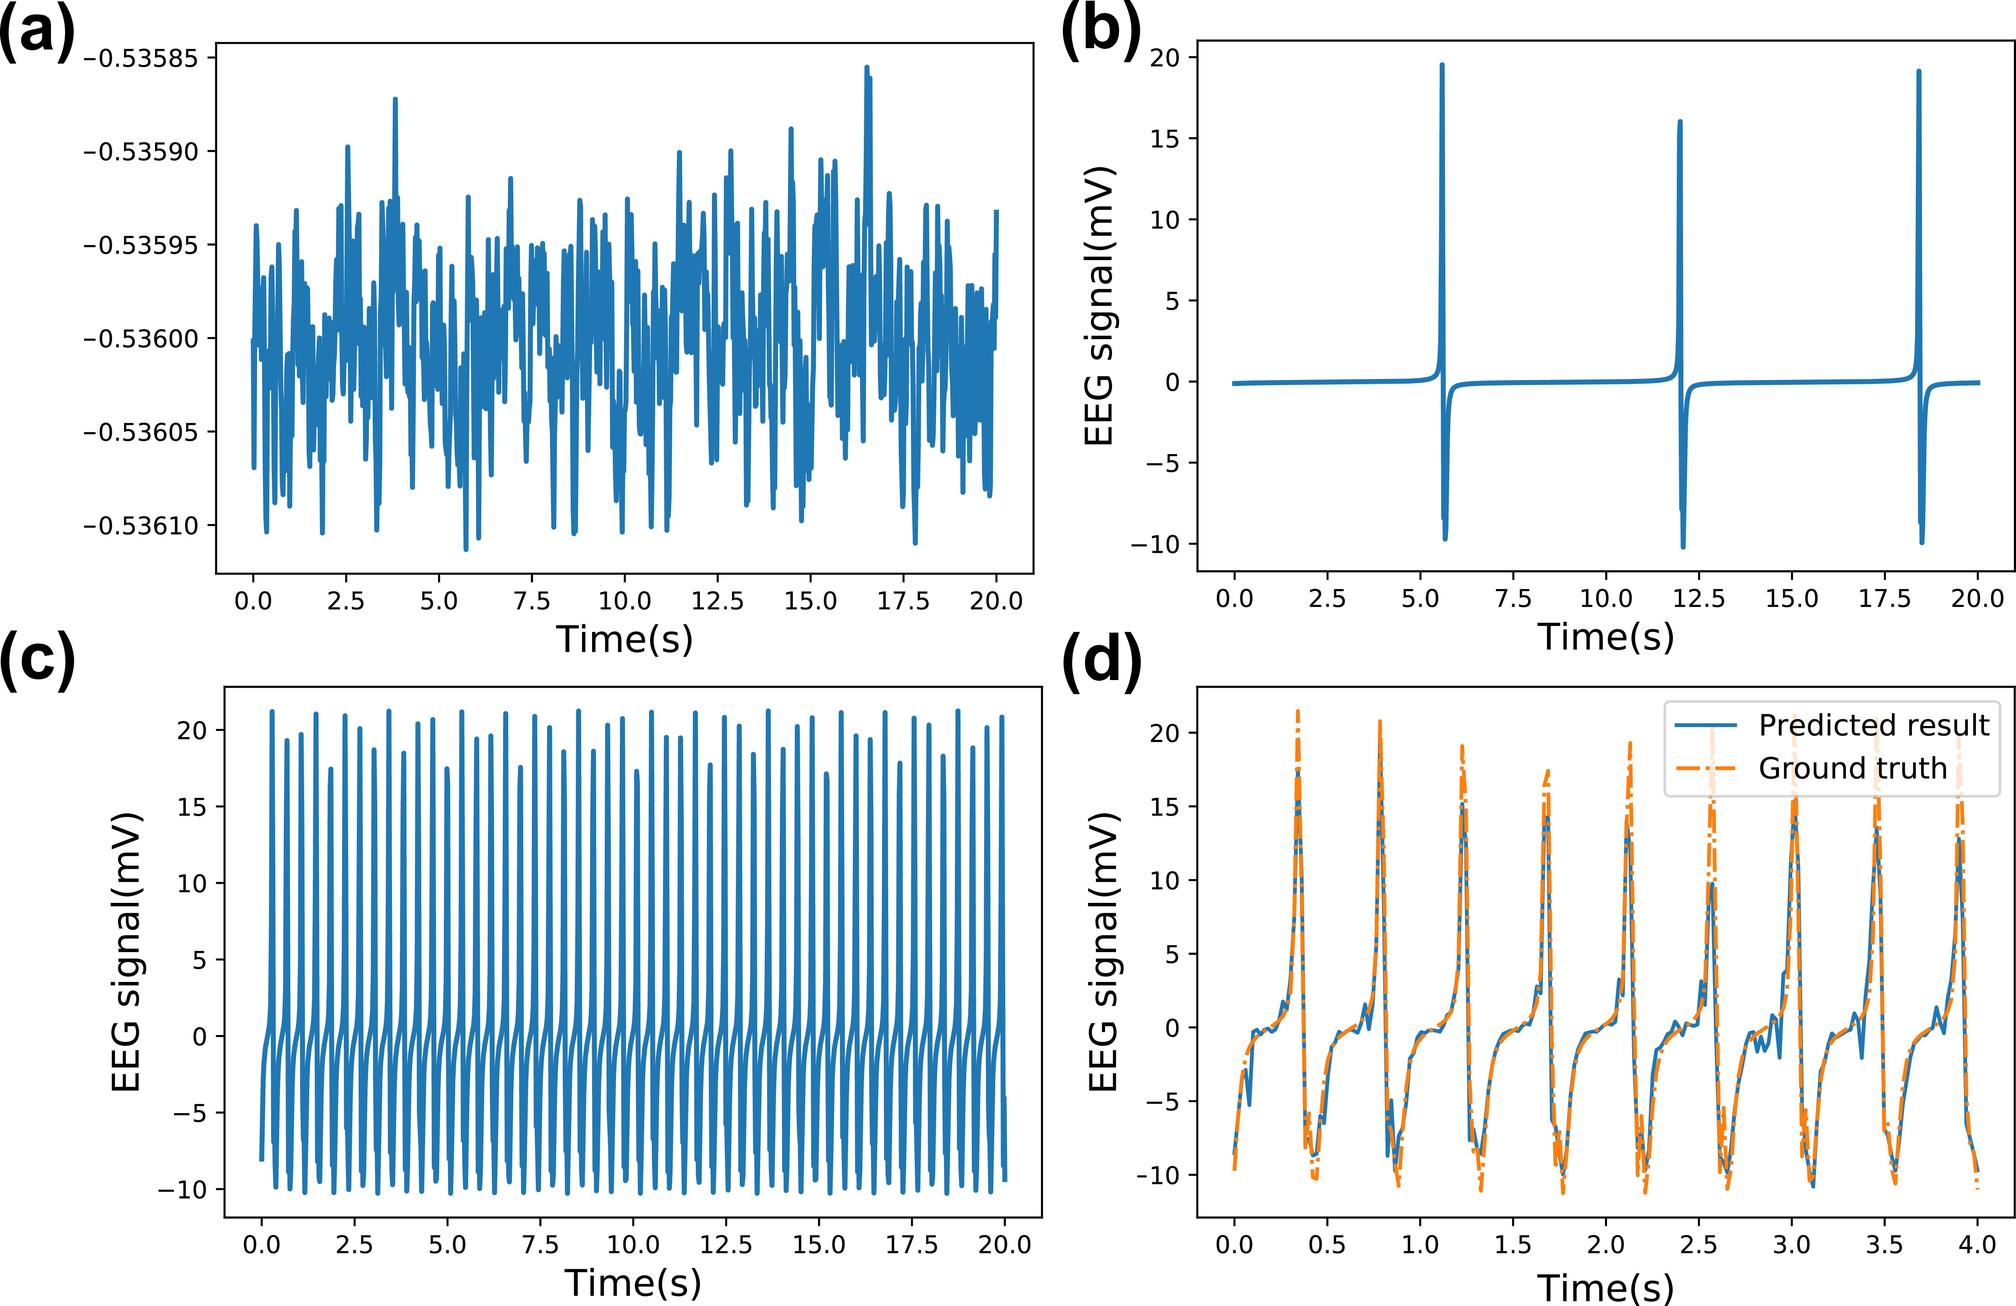 (a)
−0.53585
−0.53590
−0.53595
−0.53600
−0.53605
−0.53610
0.0 2.5 5.0 7.5 10.0 12.5 15.0 17.5 20.0
Time(s)
(b)
EEG signal(mV)
20
15
10
5
0
−5
−10
0.0 2.5 5.0 7.5 10.0 12.5 15.0 17.5 20.0
Time(s)
(c)
EEG signal(mV)
20
15
10
5
0
−5
−10
0.0 2.5 5.0 7.5 10.0 12.5 15.0 17.5 20.0
Time(s)
(d)
EEG signal(mV)
20
15
10
5
0
−5
−10
Predicted result
Ground truth
0.0 0.5 1.0 1.5 2.0 2.5 3.0 3.5 4.0
Time(s)